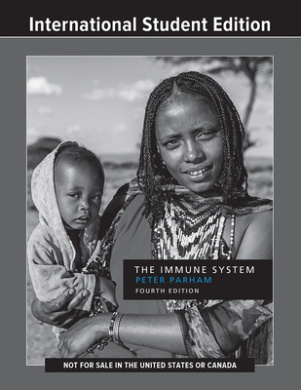 International Student Edition
THE IMMUNE SYSTEM
PETER PARHAM
FOURTH EDITION
NOT FOR SALE IN THE UNITED STATES OR CANADA